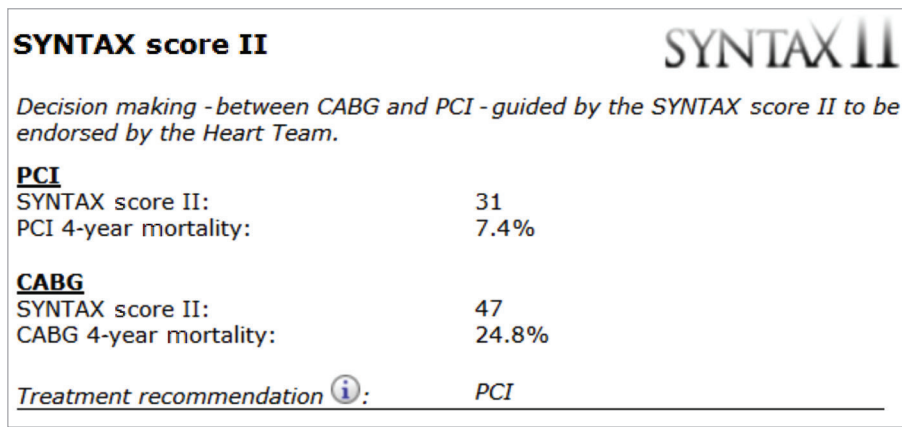 SYNTAX score II
SYNTAX II
Decision making - between CABG and PCI - guided by the SYNTAX score II to be
endorsed by the Heart Team.
PCI
SYNTAX score II: 31
PCI 4-year mortality: 7.4%
CABG
SYNTAX score II: 47
CABG 4-year mortality: 24.8%
Treatment recommendation i: PCI